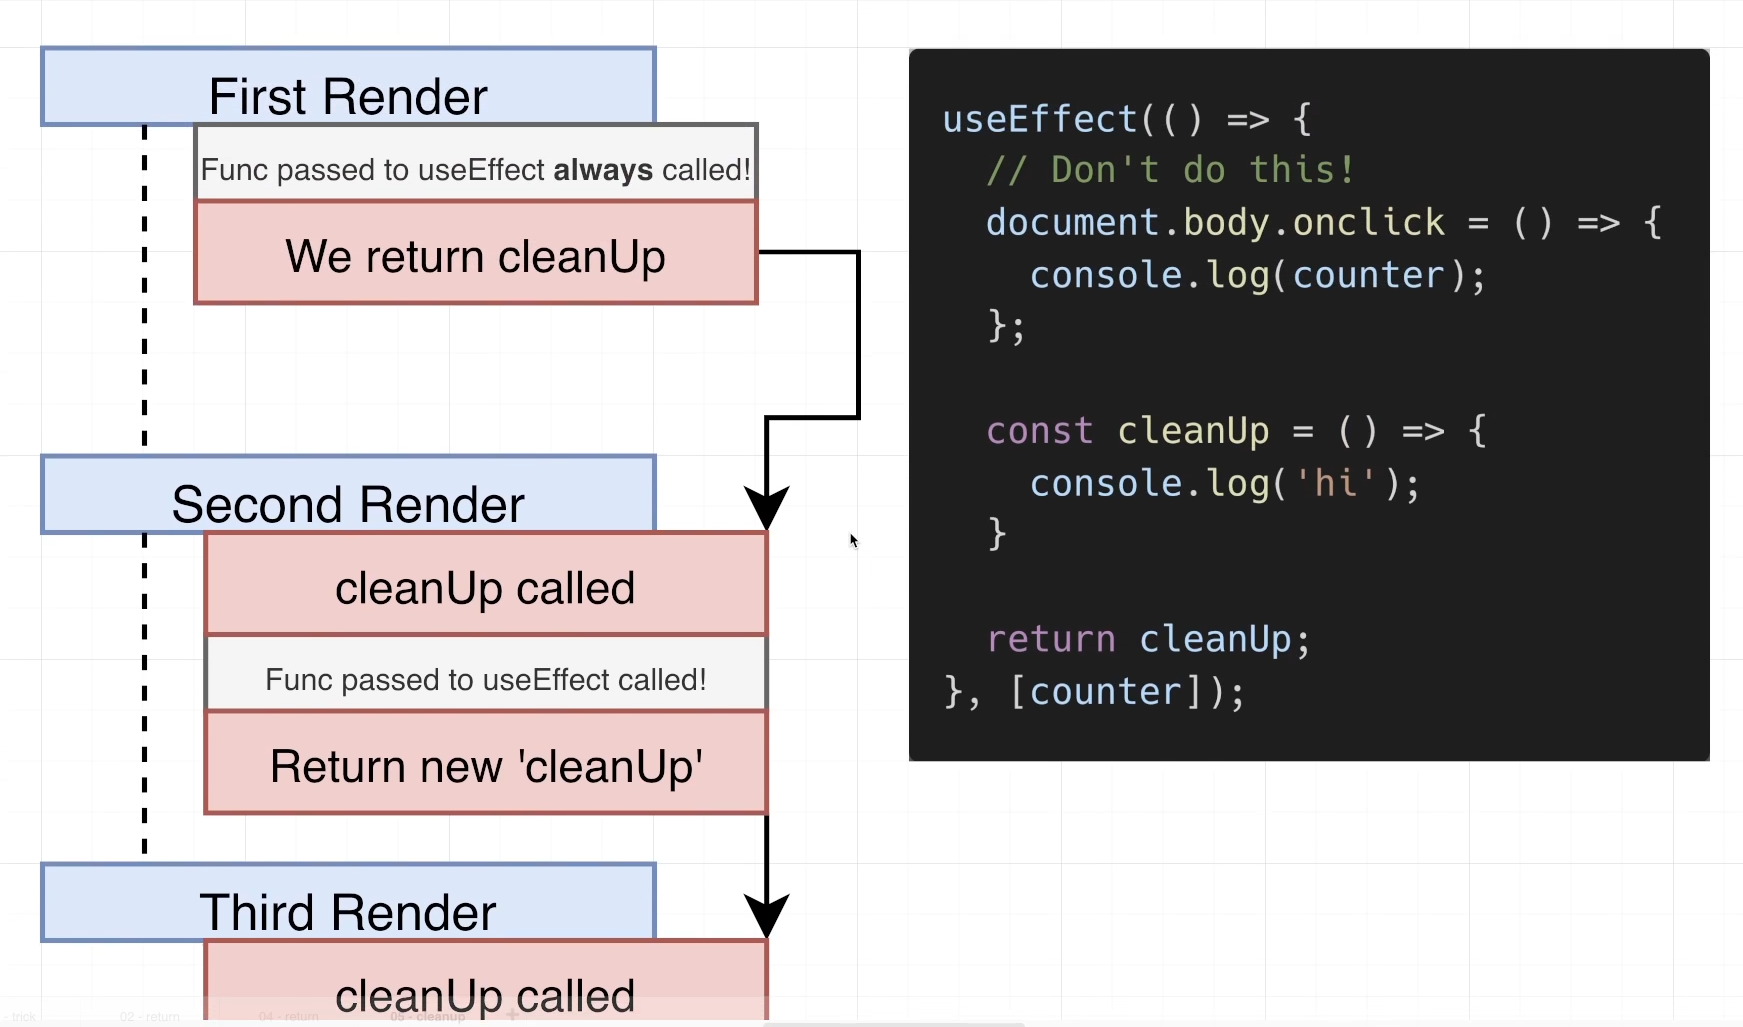 First Render
Func passed to useEffect always called!
We return cleanUp
Second Render
cleanUp called
Func passed to useEffect called!
Return new 'cleanUp'
Third Render
cleanUp called
useEffect(() => {
  // Don't do this!
  document.body.onclick = () => {
    console.log(counter);
  };
  const cleanUp = () => {
    console.log('hi');
  }
  return cleanUp;
}, [counter]);
- trick
02 - return
04 - return
05 - cleanup